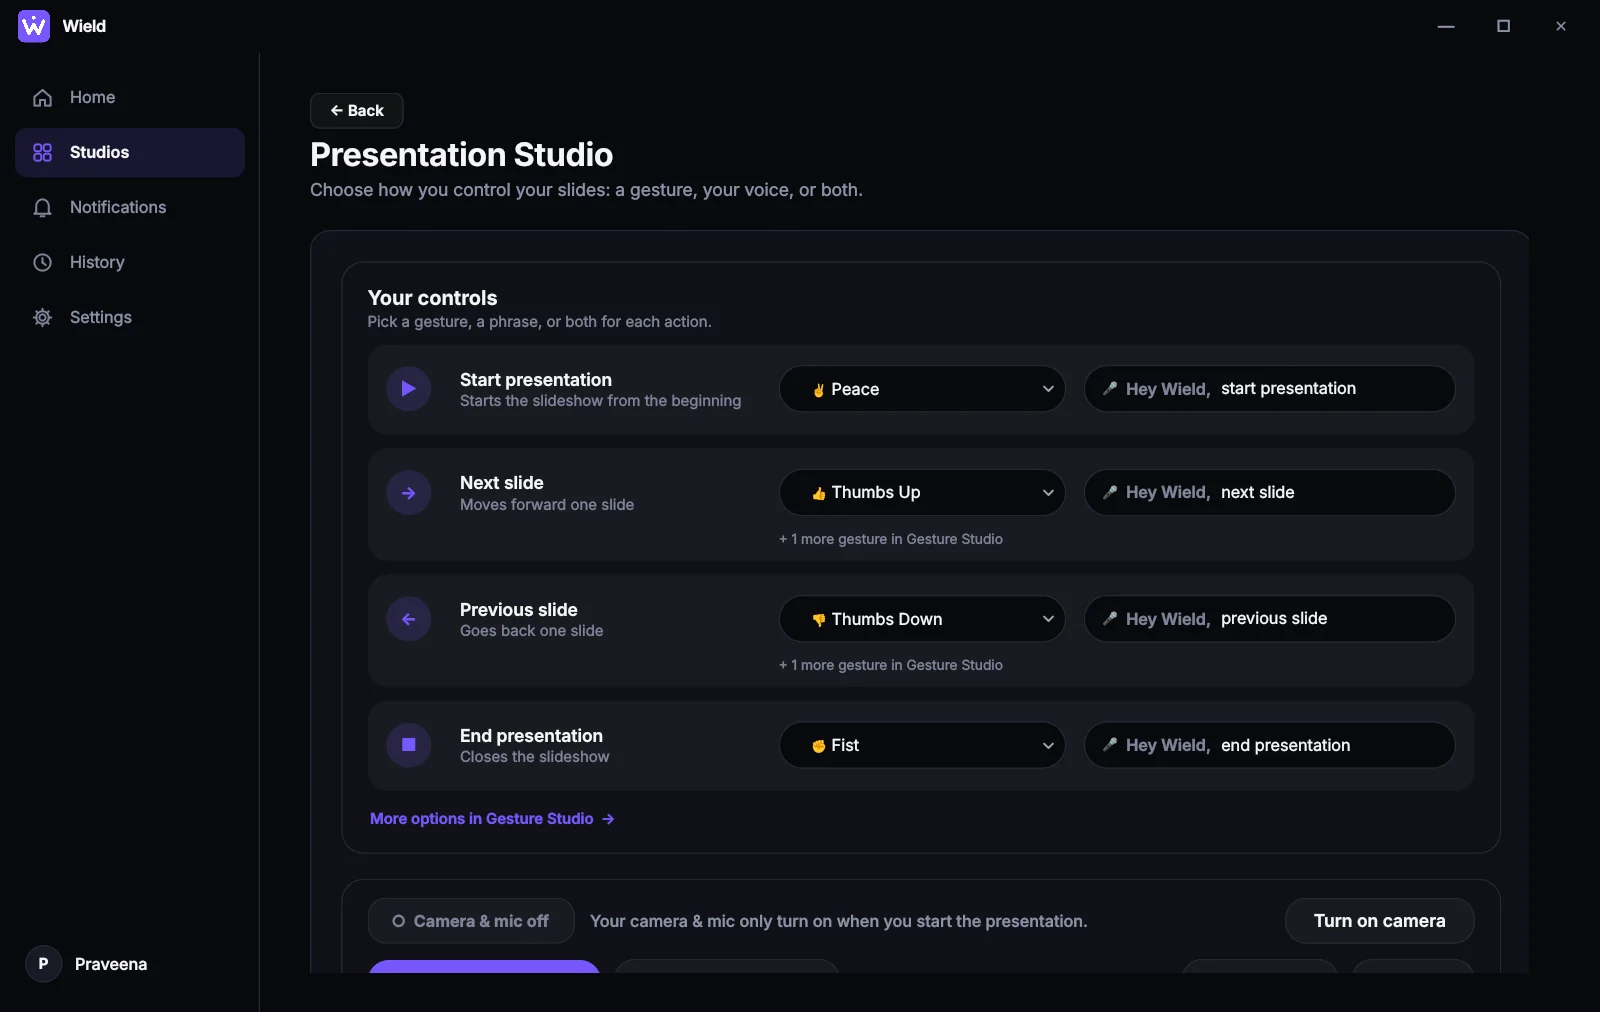 Wield
Home
Studios
Notifications
History
Settings
P
Praveena
← Back
Presentation Studio
Choose how you control your slides: a gesture, your voice, or both.
Your controls
Pick a gesture, a phrase, or both for each action.
Start presentation
Starts the slideshow from the beginning
✌ Peace
🎤 Hey Wield, start presentation
Next slide
Moves forward one slide
👍 Thumbs Up
🎤 Hey Wield, next slide
+ 1 more gesture in Gesture Studio
Previous slide
Goes back one slide
👎 Thumbs Down
🎤 Hey Wield, previous slide
+ 1 more gesture in Gesture Studio
End presentation
Closes the slideshow
✊ Fist
🎤 Hey Wield, end presentation
More options in Gesture Studio →
Camera & mic off
Your camera & mic only turn on when you start the presentation.
Turn on camera